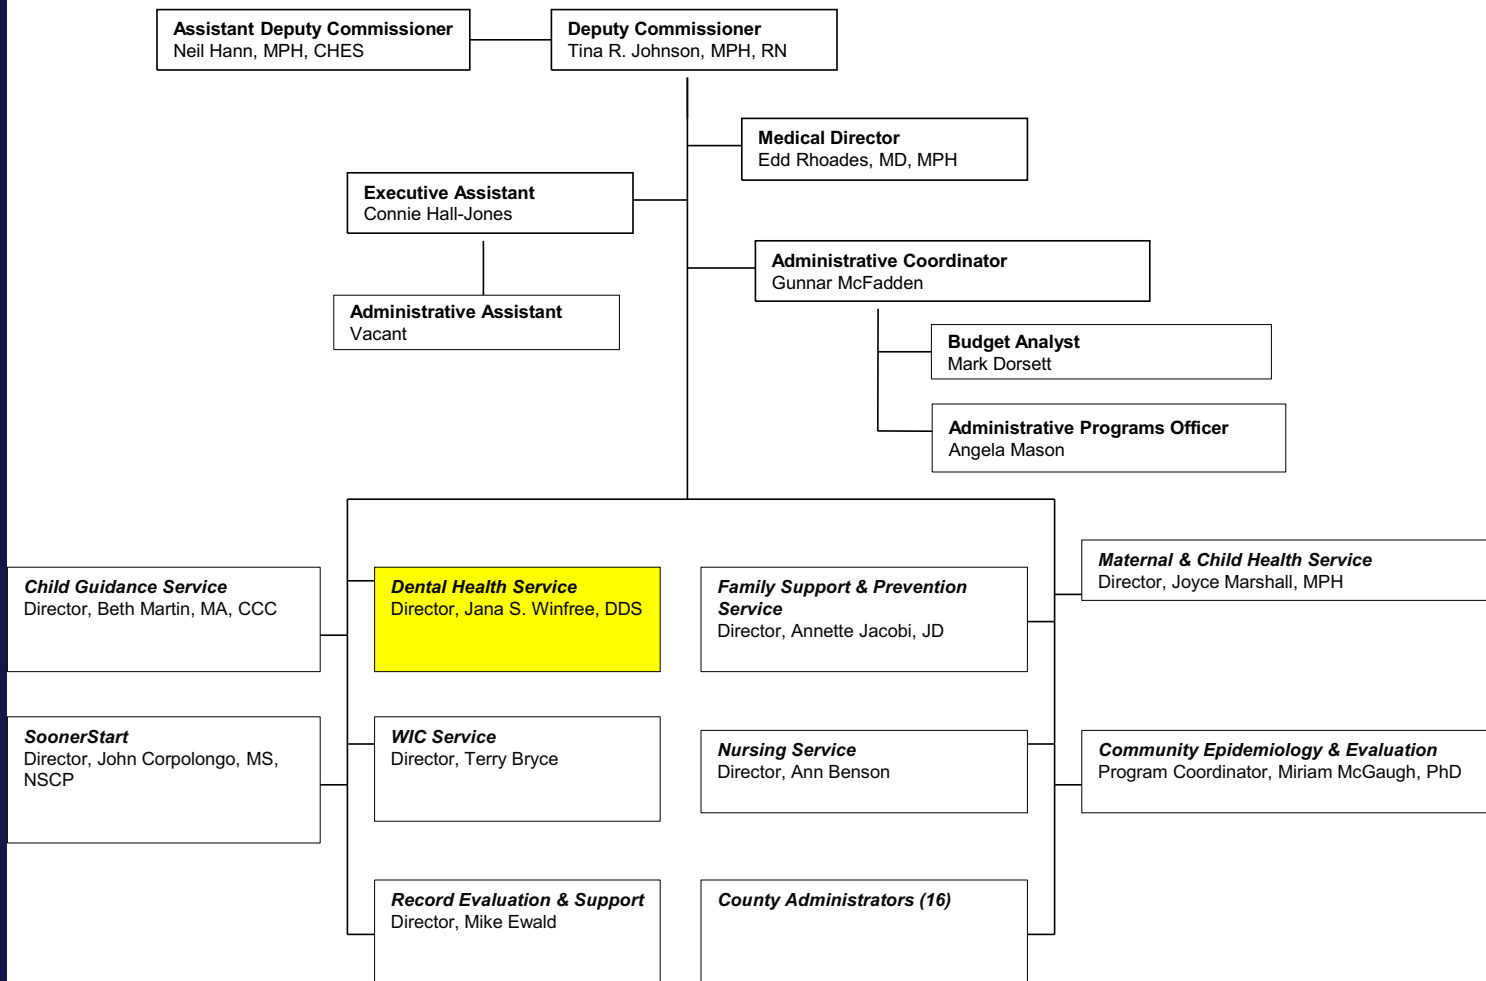 Assistant Deputy Commissioner
Neil Hann, MPH, CHES
Deputy Commissioner
Tina R. Johnson, MPH, RN
Medical Director
Edd Rhoades, MD, MPH
Executive Assistant
Connie Hall-Jones
Administrative Coordinator
Gunnar McFadden
Administrative Assistant
Vacant
Budget Analyst
Mark Dorsett
Administrative Programs Officer
Angela Mason
Child Guidance Service
Director, Beth Martin, MA, CCC
Dental Health Service
Director, Jana S. Winfree, DDS
Family Support & Prevention
Service
Director, Annette Jacobi, JD
Maternal & Child Health Service
Director, Joyce Marshall, MPH
SoonerStart
Director, John Corpolongo, MS,
NSCP
WIC Service
Director, Terry Bryce
Nursing Service
Director, Ann Benson
Community Epidemiology & Evaluation
Program Coordinator, Miriam McGaugh, PhD
Record Evaluation & Support
Director, Mike Ewald
County Administrators (16)